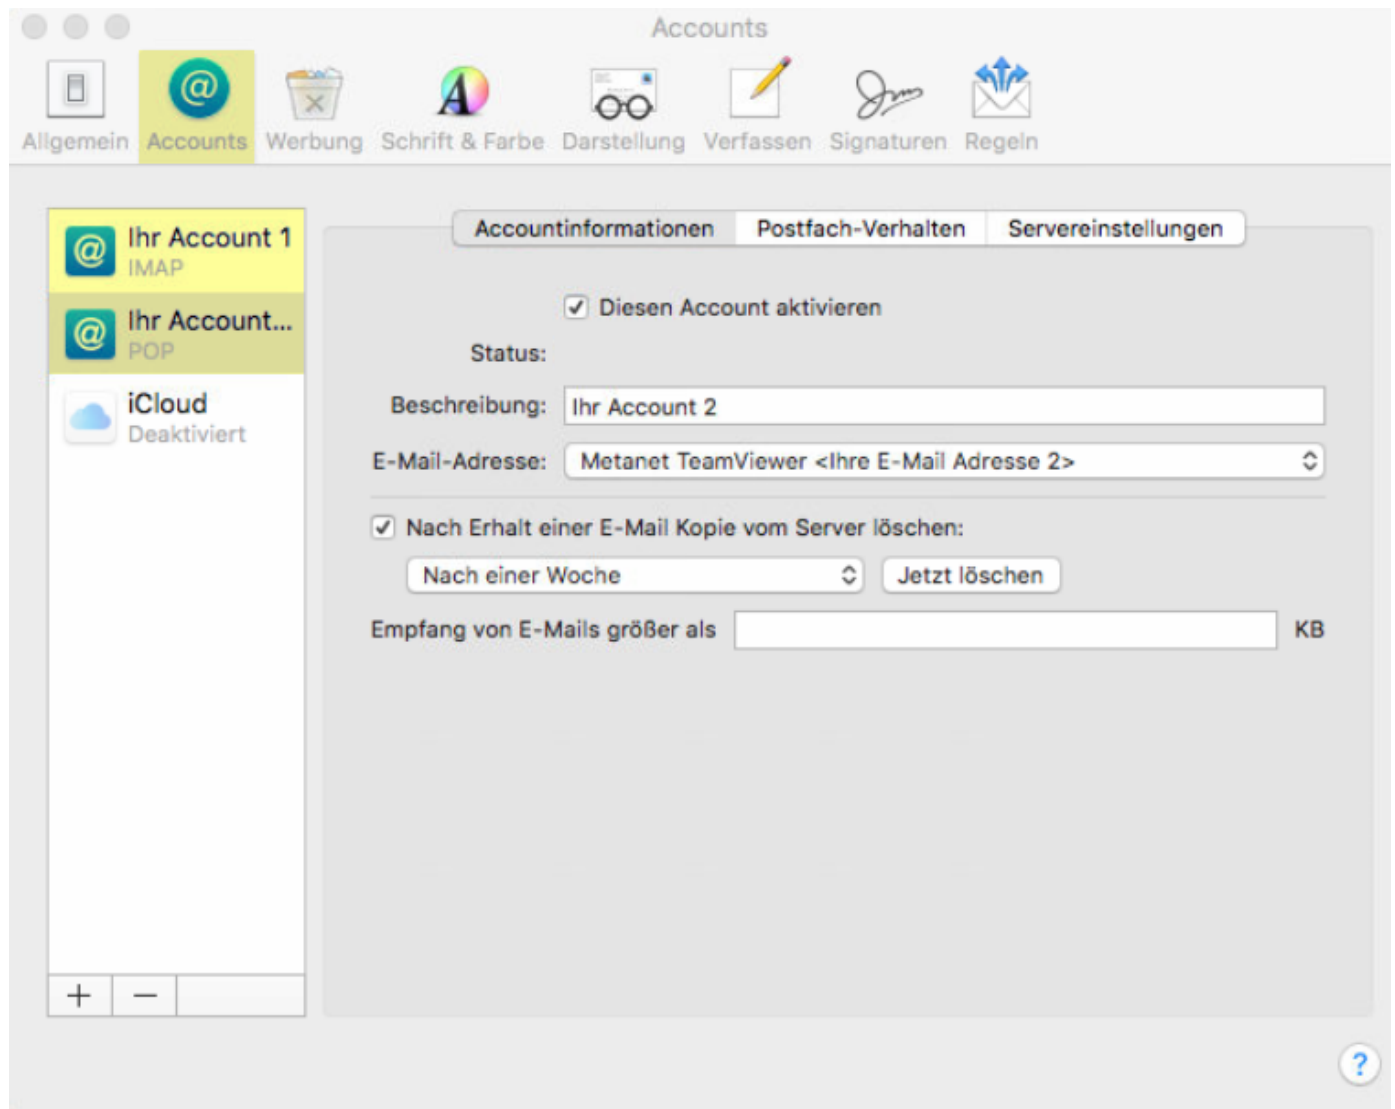 Accounts
Allgemein Accounts Werbung Schrift & Farbe Darstellung Verfassen Signaturen Regeln
Ihr Account 1
IMAP
Ihr Account...
POP
iCloud
Deaktiviert
Accountinformationen Postfach-Verhalten Servereinstellungen
Diesen Account aktivieren
Status:
Beschreibung: Ihr Account 2
E-Mail-Adresse: Metanet TeamViewer <Ihre E-Mail Adresse 2>
Nach Erhalt einer E-Mail Kopie vom Server löschen:
Nach einer Woche Jetzt löschen
Empfang von E-Mails größer als KB
+ −
?